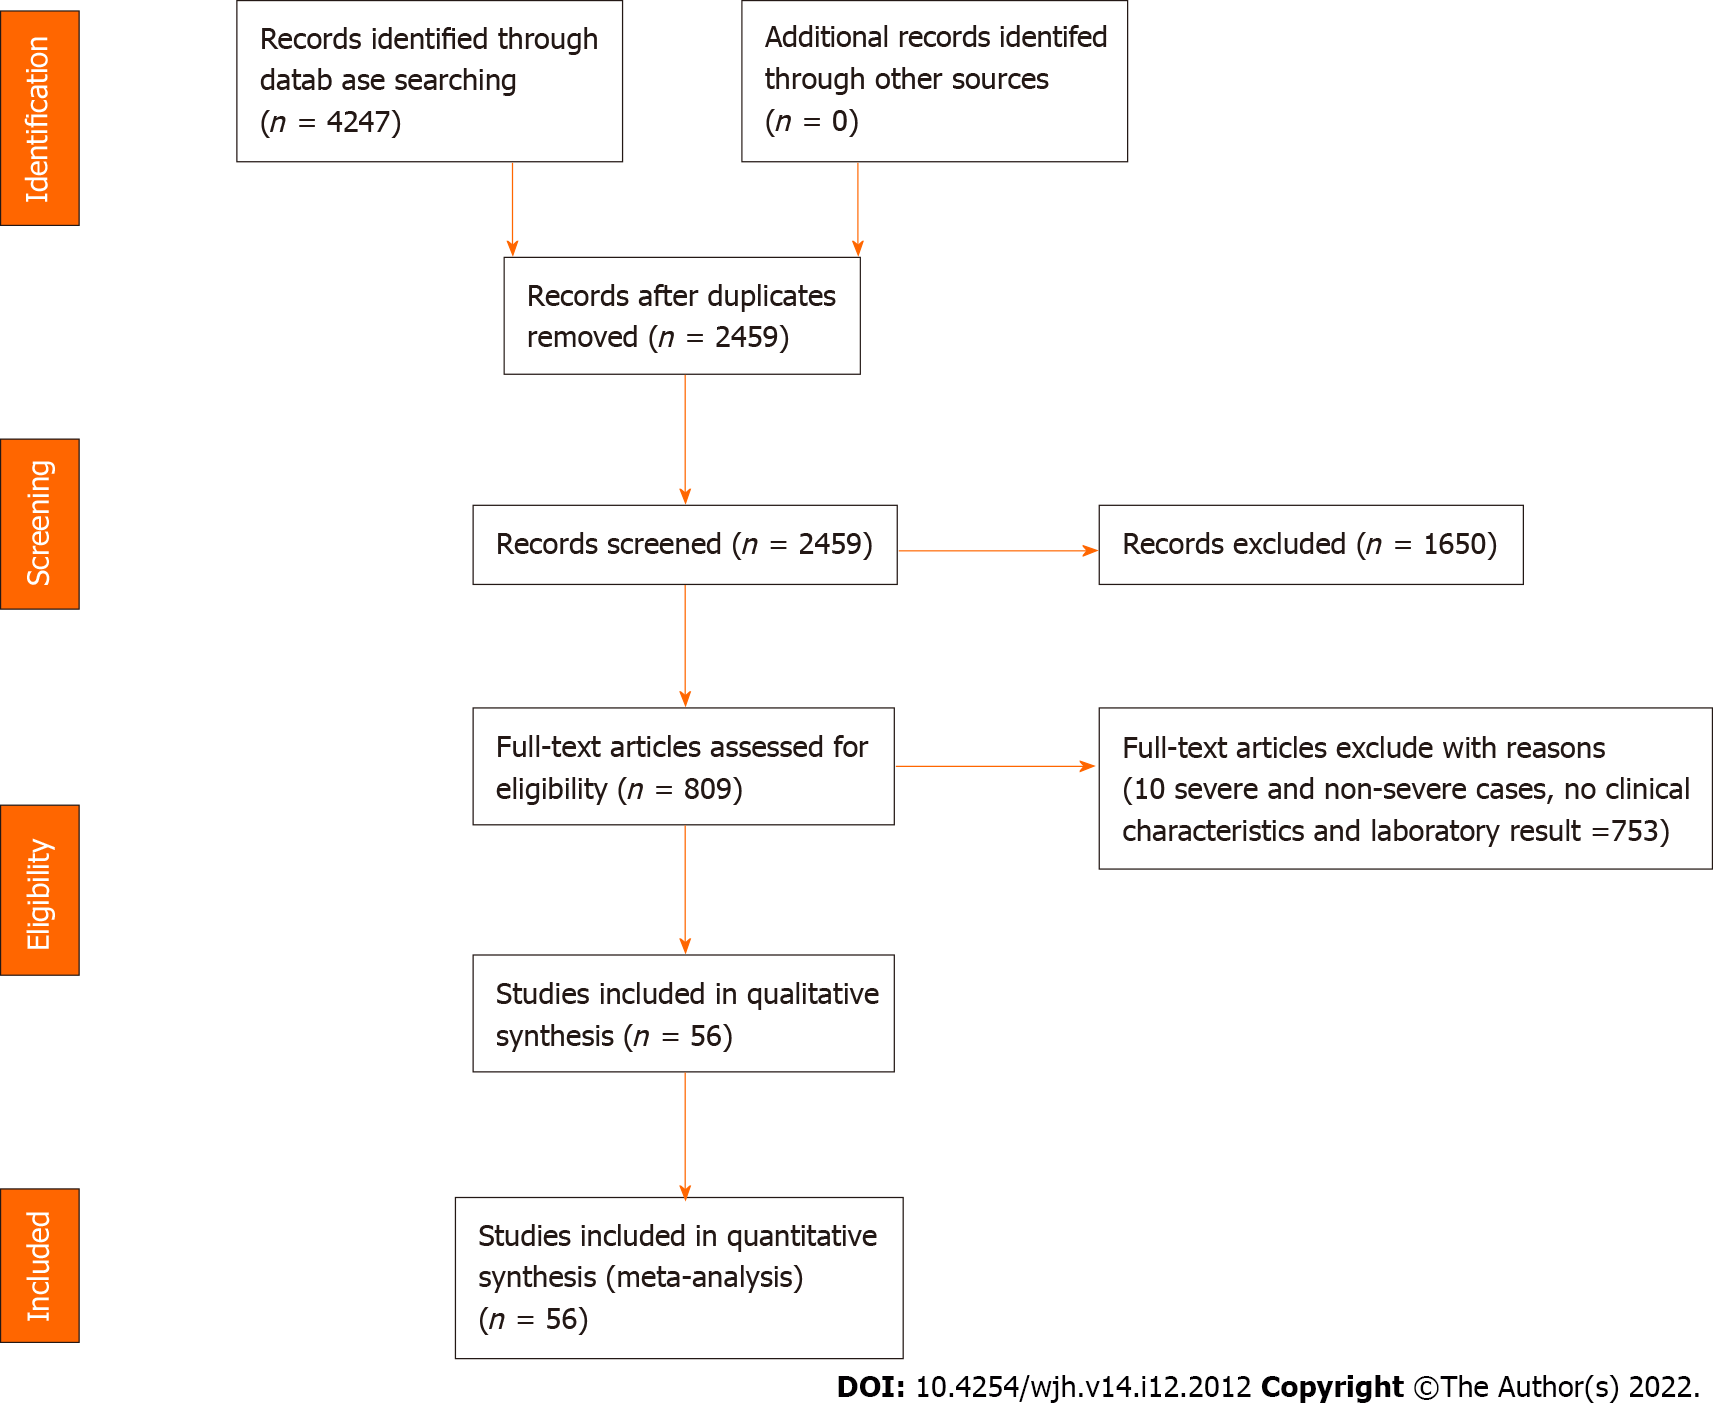 Identification
Records identified through
datab ase searching
(n = 4247)
Additional records identifed
through other sources
(n = 0)
Records after duplicates
removed (n = 2459)
Screening
Records screened (n = 2459)
Records excluded (n = 1650)
Full-text articles assessed for
eligibility (n = 809)
Full-text articles exclude with reasons
(10 severe and non-severe cases, no clinical
characteristics and laboratory result =753)
Eligibility
Studies included in qualitative
synthesis (n = 56)
Included
Studies included in quantitative
synthesis (meta-analysis)
(n = 56)
DOI: 10.4254/wjh.v14.i12.2012 Copyright ©The Author(s) 2022.